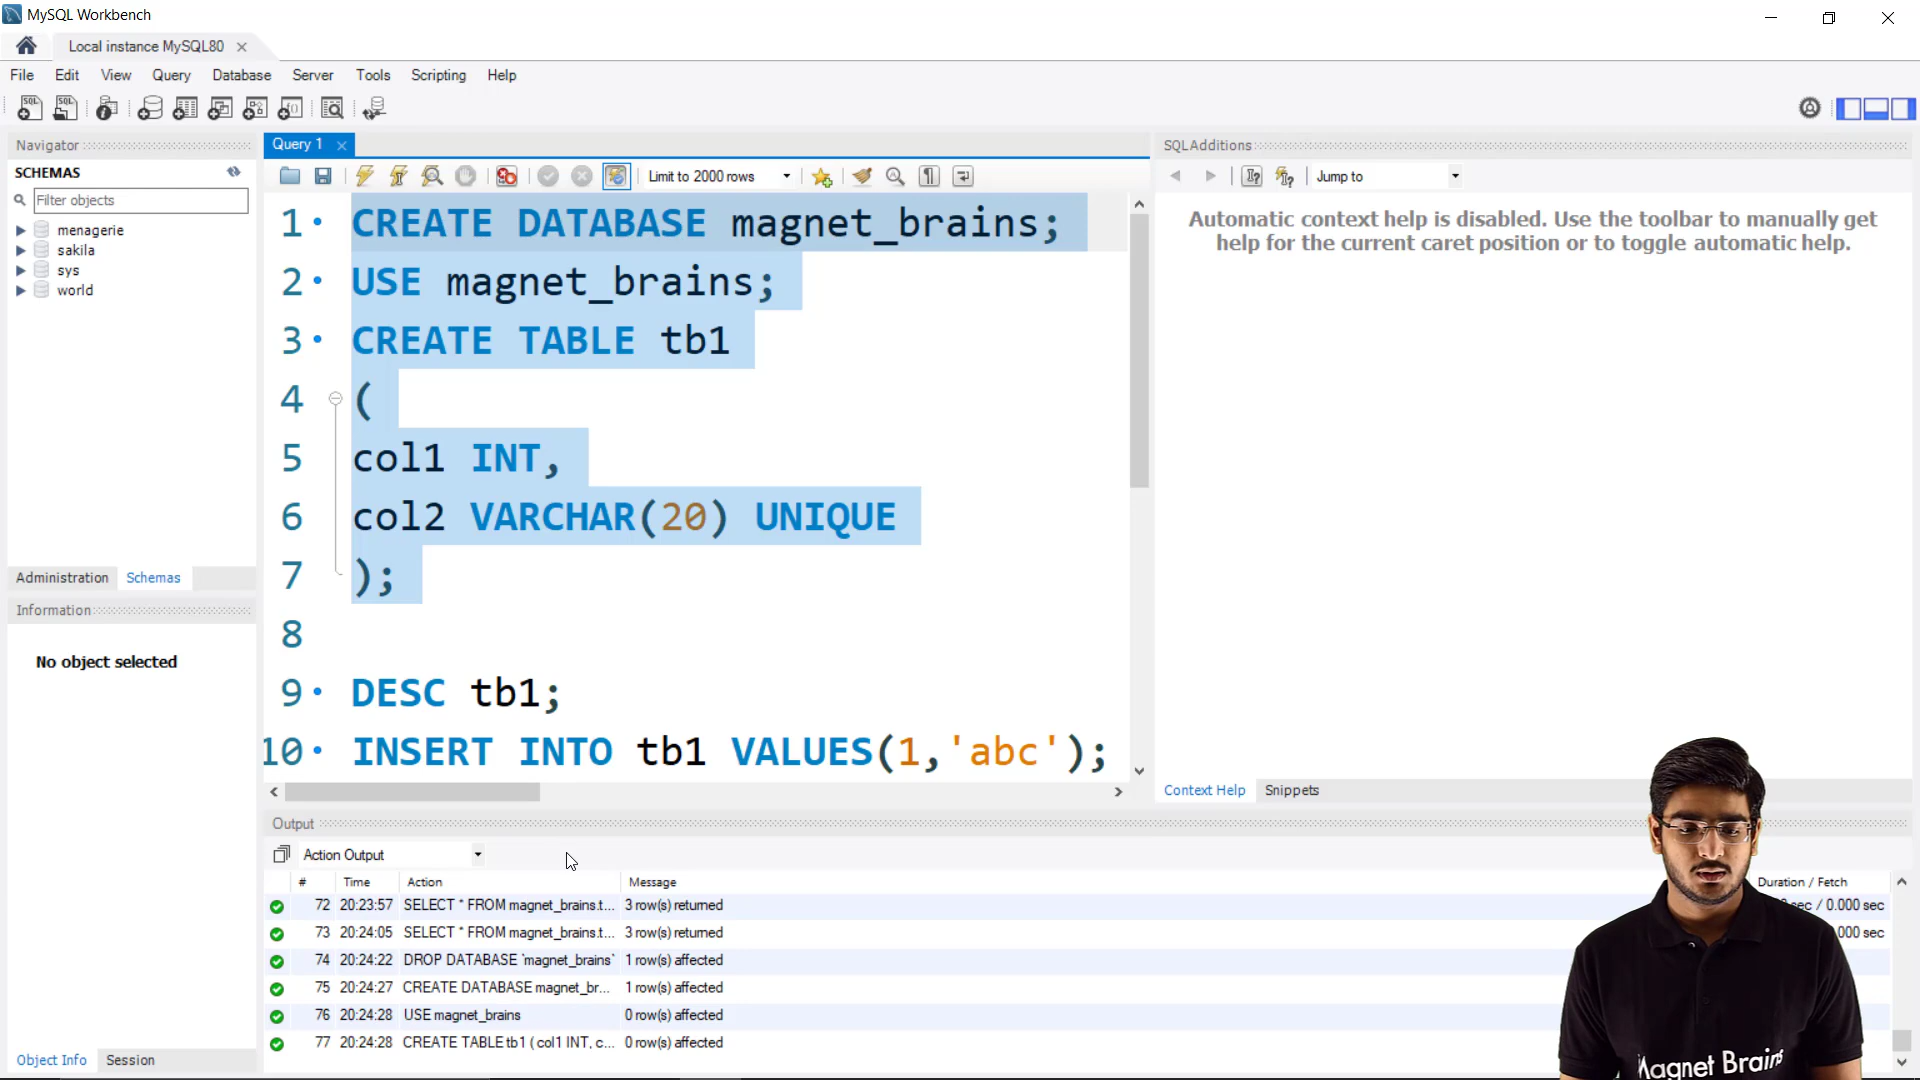 MySQL Workbench
Local instance MySQL80
File Edit View Query Database Server Tools Scripting Help
Navigator
SCHEMAS
Filter objects
menagerie
sakila
sys
world
Administration Schemas
Information
No object selected
Object Info Session
Query 1
Limit to 2000 rows
1 CREATE DATABASE magnet_brains;
2 USE magnet_brains;
3 CREATE TABLE tb1
4 (
5 col1 INT,
6 col2 VARCHAR(20) UNIQUE
7 );
8
9 DESC tb1;
10 INSERT INTO tb1 VALUES(1,'abc');
SQLAdditions
Jump to
Automatic context help is disabled. Use the toolbar to manually get
help for the current caret position or to toggle automatic help.
Context Help Snippets
Output
Action Output
# Time Action Message Duration / Fetch
72 20:23:57 SELECT * FROM magnet_brains.t... 3 row(s) returned sec / 0.000 sec
73 20:24:05 SELECT * FROM magnet_brains.t... 3 row(s) returned .000 sec
74 20:24:22 DROP DATABASE `magnet_brains` 1 row(s) affected
75 20:24:27 CREATE DATABASE magnet_br... 1 row(s) affected
76 20:24:28 USE magnet_brains 0 row(s) affected
77 20:24:28 CREATE TABLE tb1 ( col1 INT, c... 0 row(s) affected
Magnet Brains